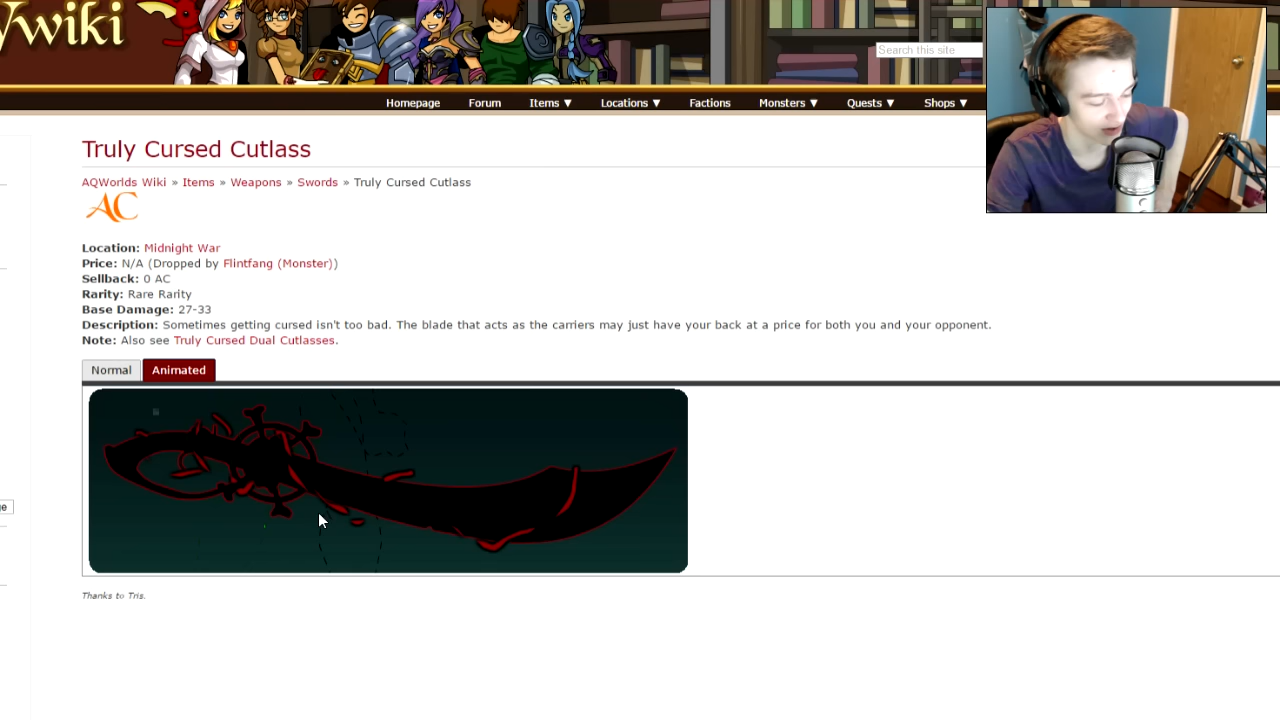 ywiki
Search this site
Homepage Forum Items ▼ Locations ▼ Factions Monsters ▼ Quests ▼ Shops ▼
Truly Cursed Cutlass
AQWorlds Wiki » Items » Weapons » Swords » Truly Cursed Cutlass
AC
Location: Midnight War
Price: N/A (Dropped by Flintfang (Monster))
Sellback: 0 AC
Rarity: Rare Rarity
Base Damage: 27-33
Description: Sometimes getting cursed isn't too bad. The blade that acts as the carriers may just have your back at a price for both you and your opponent.
Note: Also see Truly Cursed Dual Cutlasses.
Normal Animated
ge
Thanks to Tris.